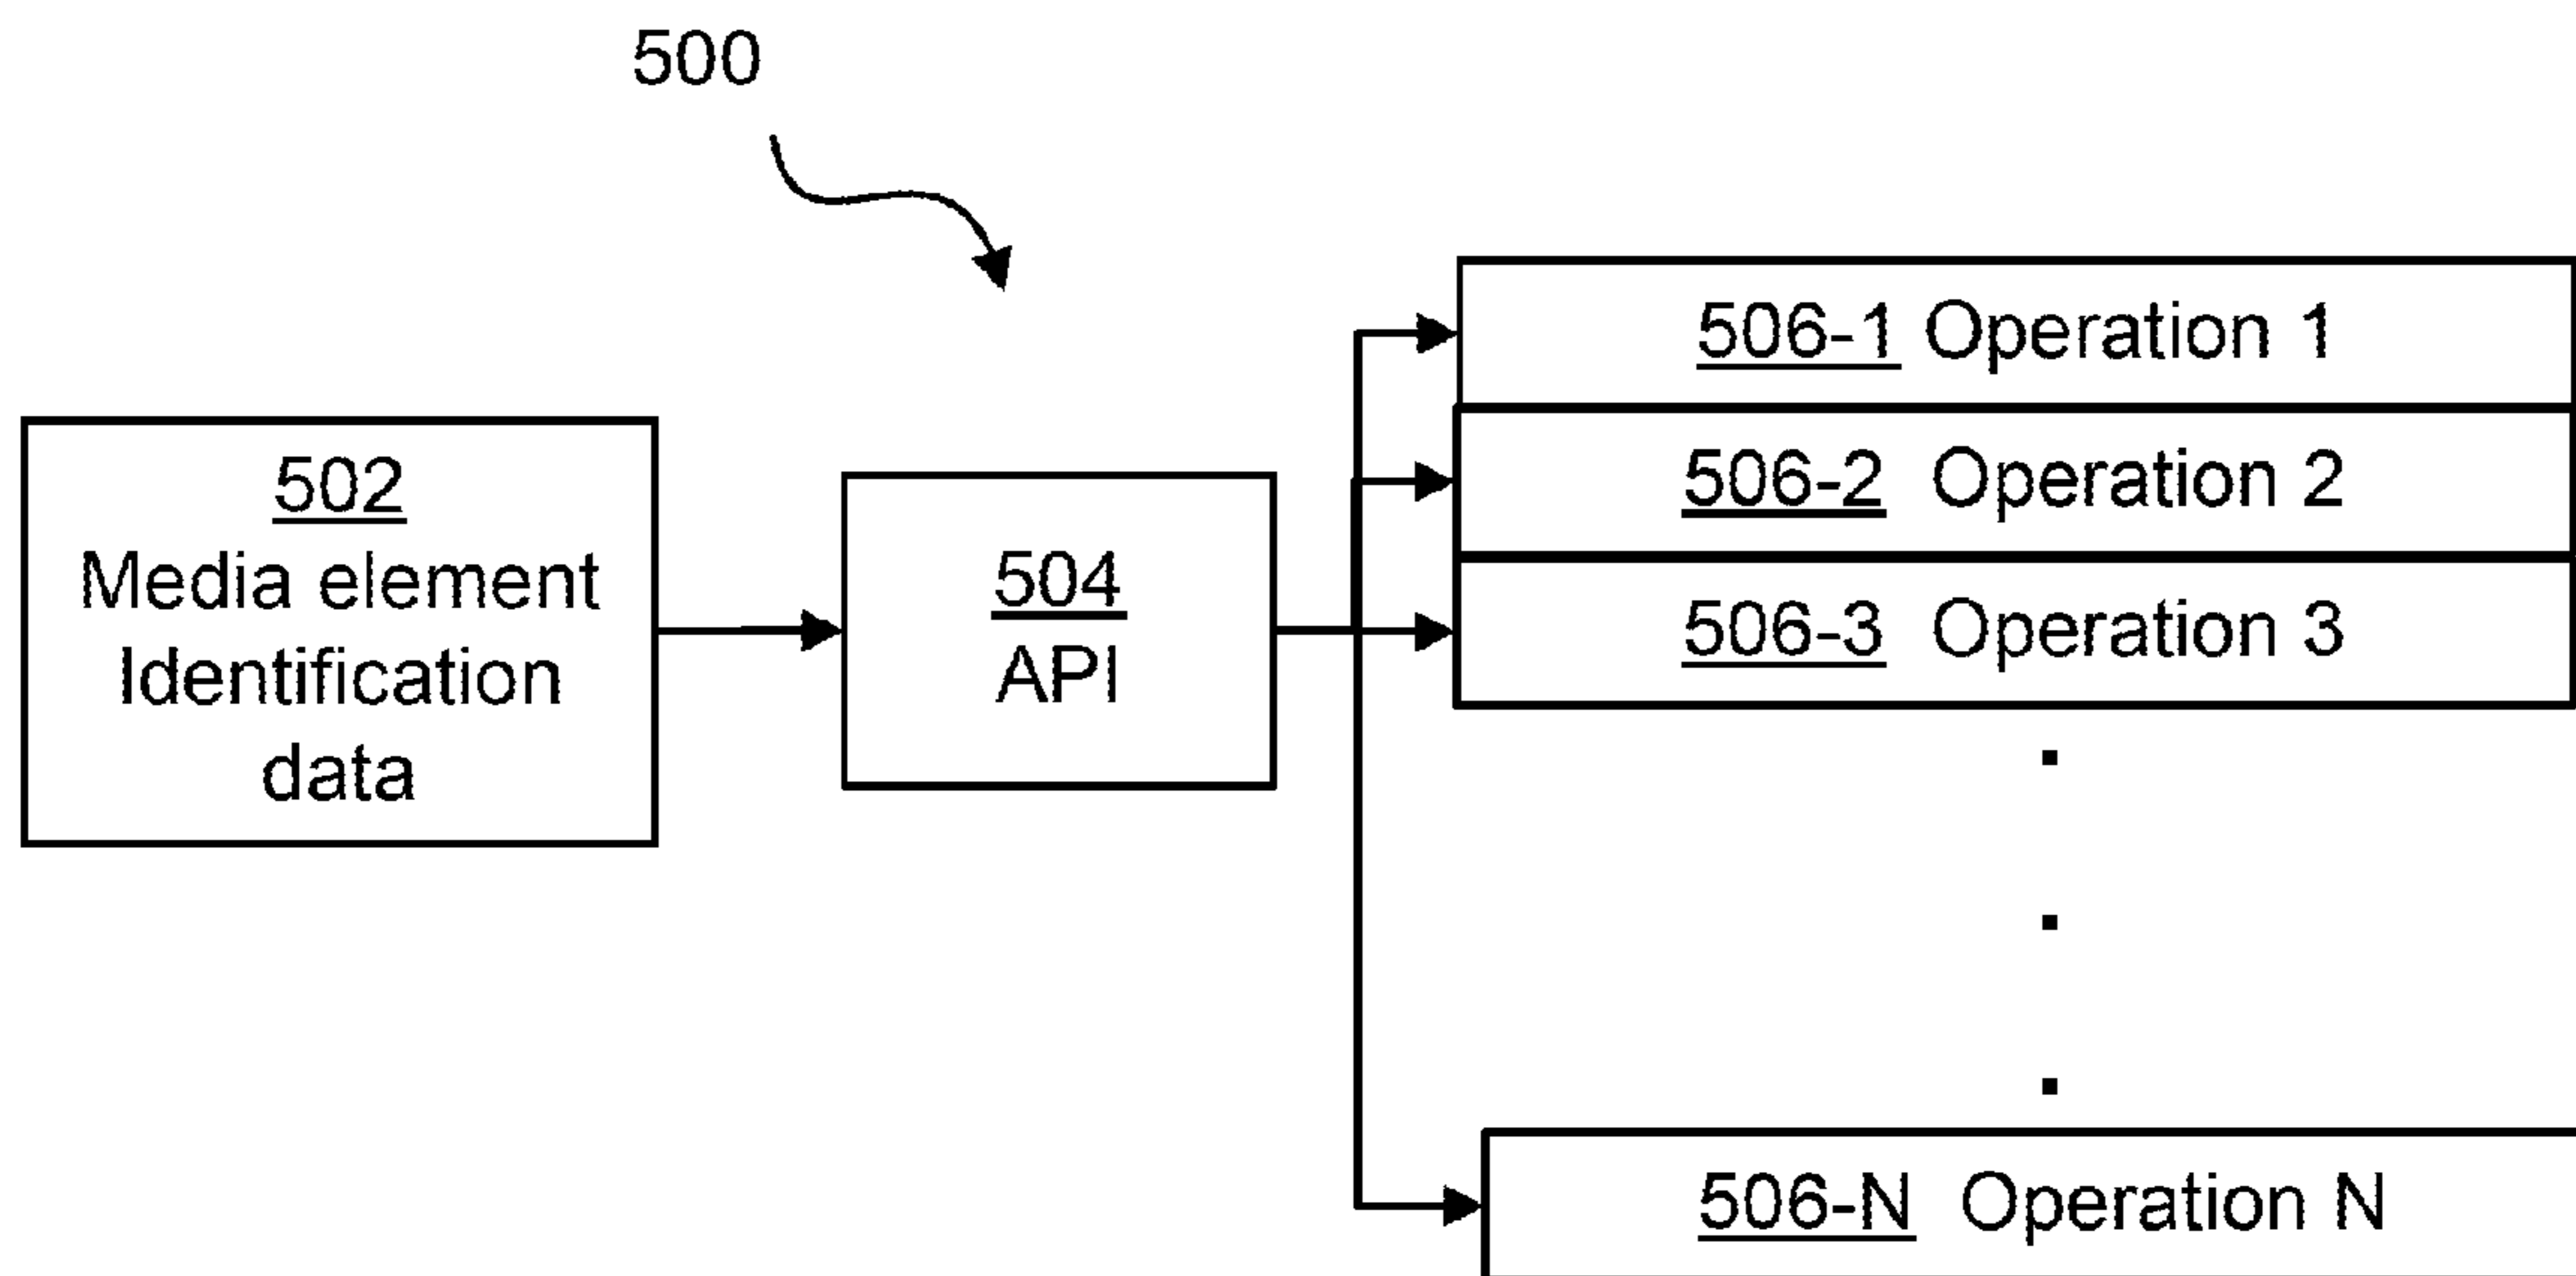 500
502
Media element
Identification
data
504
API
506-1 Operation 1
506-2 Operation 2
506-3 Operation 3
506-N Operation N